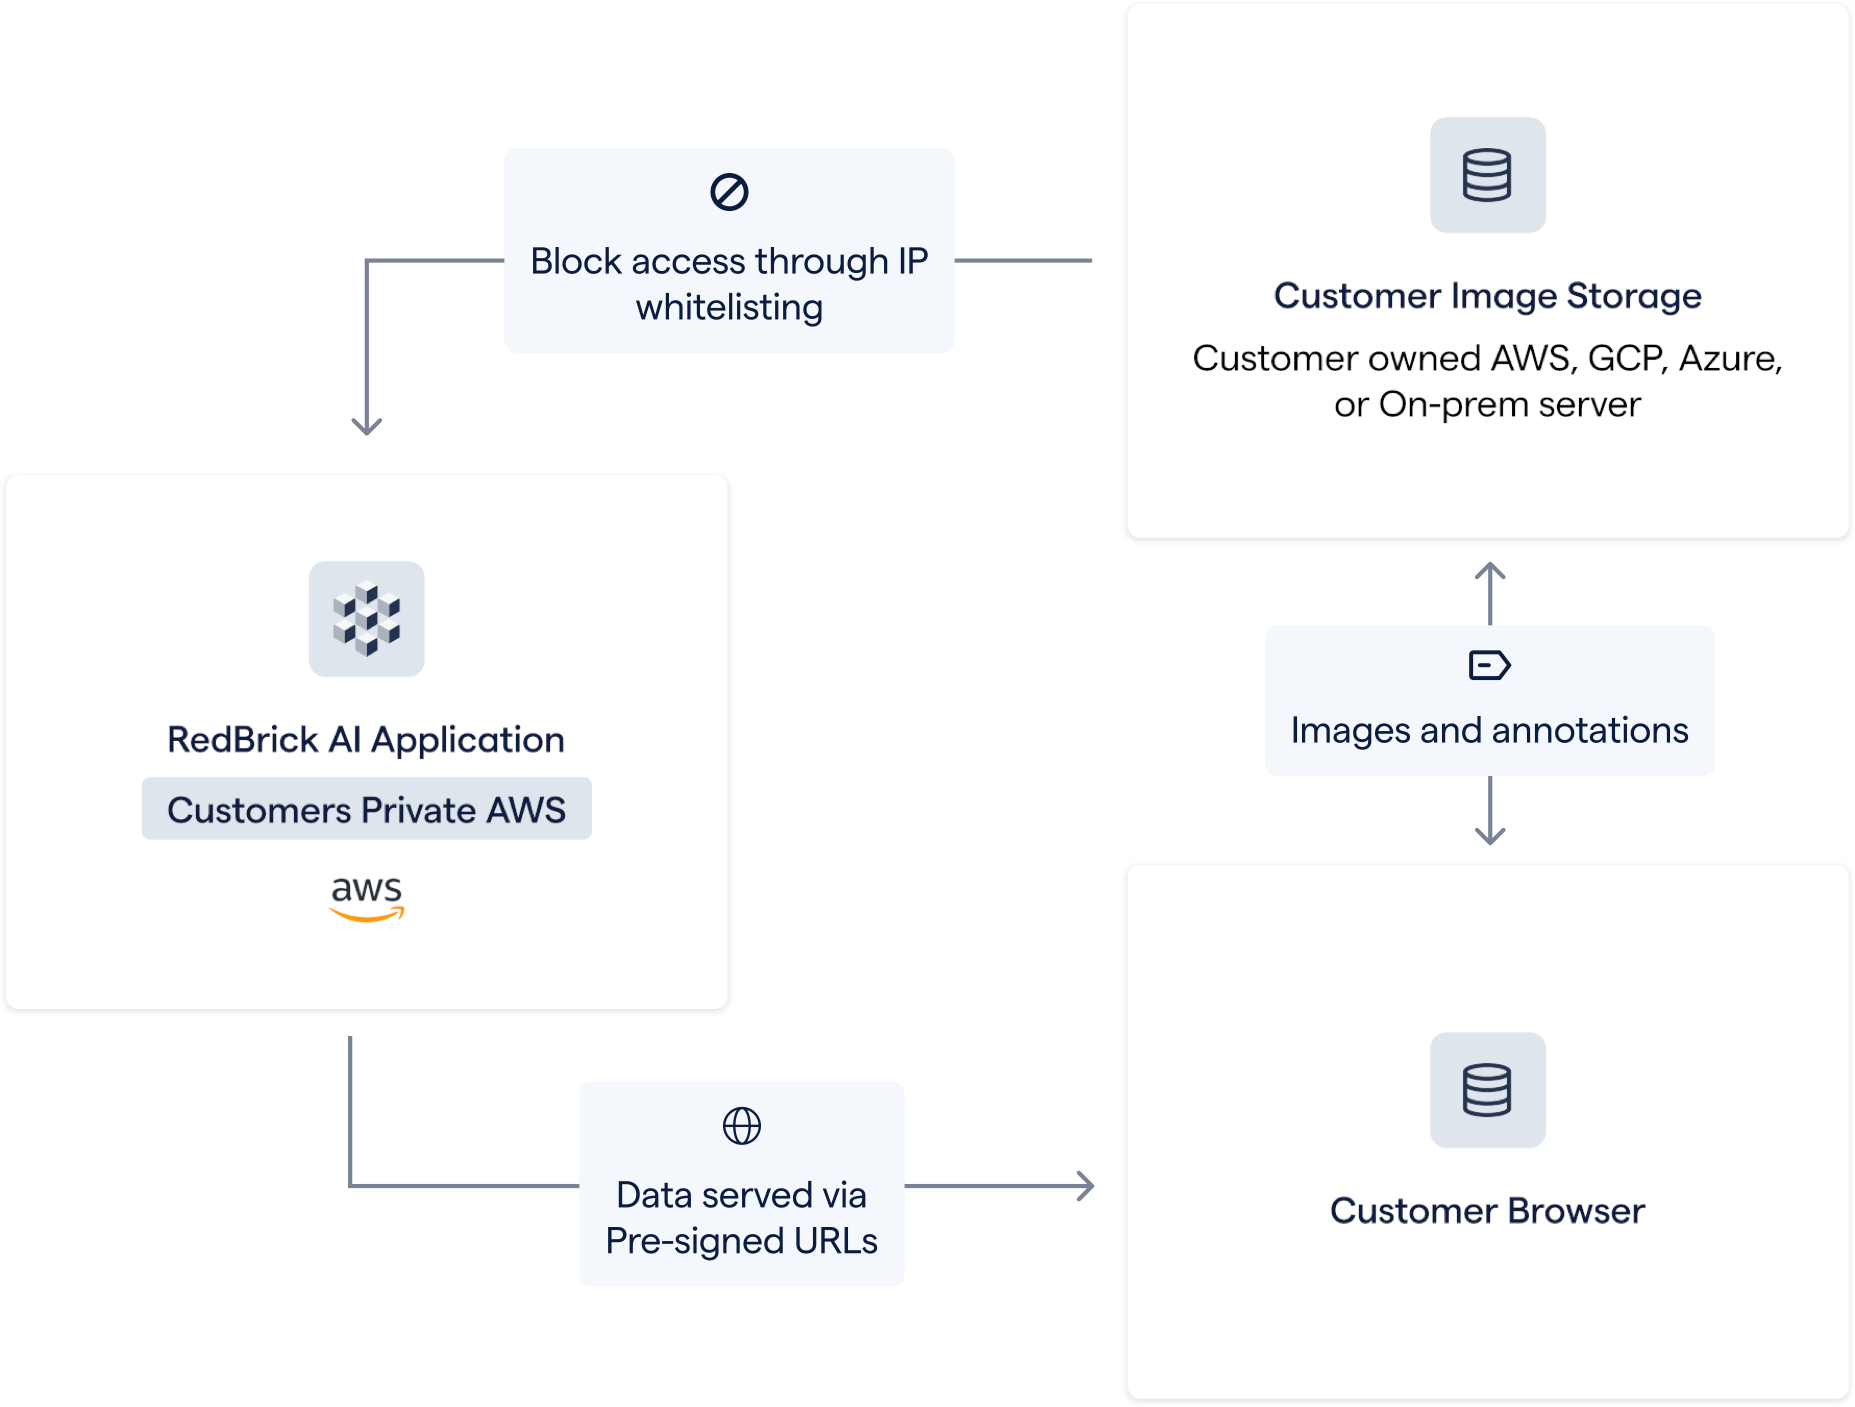 Block access through IP
whitelisting
Customer Image Storage
Customer owned AWS, GCP, Azure,
or On-prem server
RedBrick AI Application
Customers Private AWS
aws
Images and annotations
Data served via
Pre-signed URLs
Customer Browser